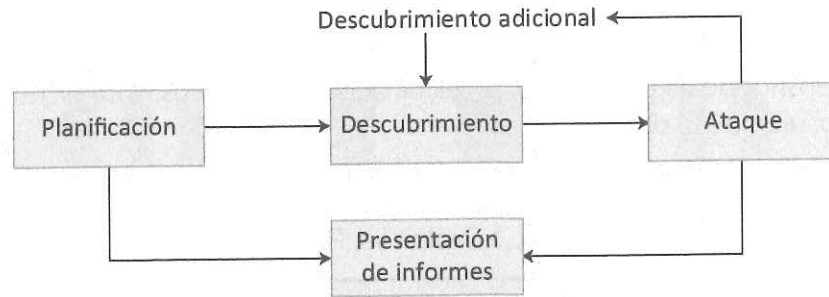 Descubrimiento adicional
Planificación
Descubrimiento
Ataque
Presentación
de informes